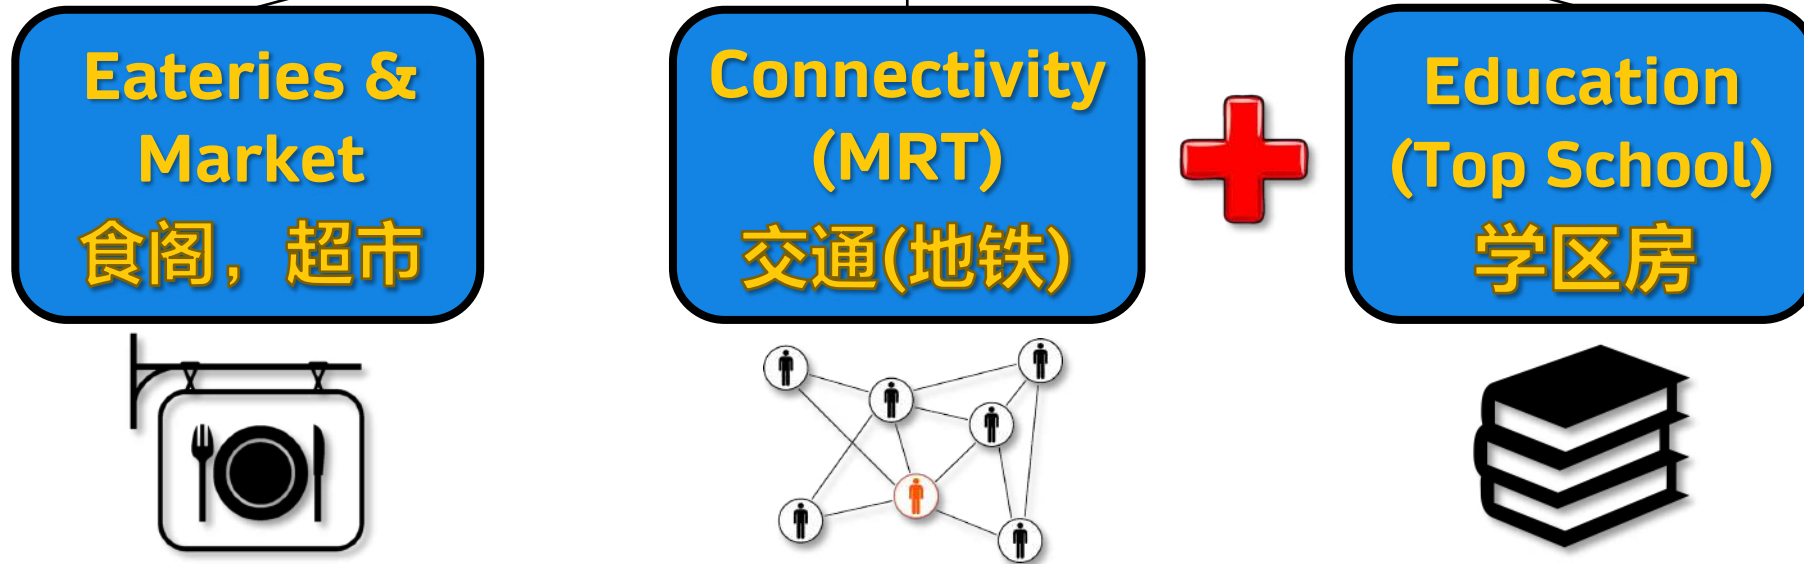 Eateries &
Market
食阁，超市
Connectivity
(MRT)
交通(地铁)
Education
(Top School)
学区房